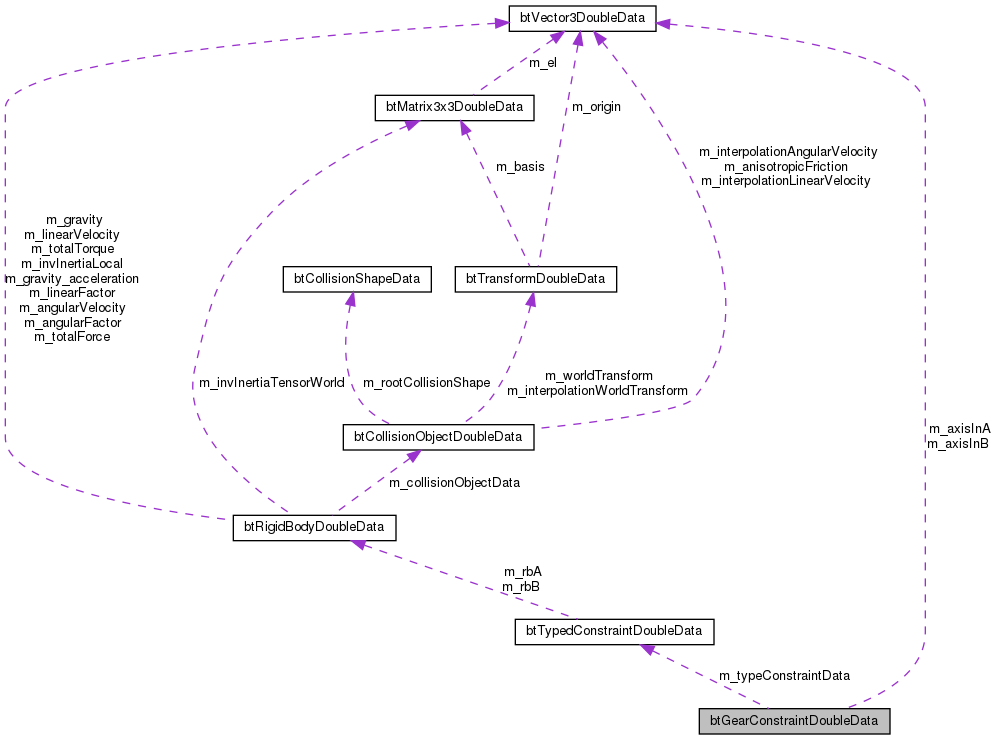 btVector3DoubleData
m_el
btMatrix3x3DoubleData
m_origin
m_interpolationAngularVelocity
m_anisotropicFriction
m_interpolationLinearVelocity
m_basis
m_gravity
m_linearVelocity
m_totalTorque
m_invInertiaLocal
m_gravity_acceleration
m_linearFactor
m_angularVelocity
m_angularFactor
m_totalForce
btCollisionShapeData
btTransformDoubleData
m_invInertiaTensorWorld
m_rootCollisionShape
m_worldTransform
m_interpolationWorldTransform
m_axisInA
m_axisInB
btCollisionObjectDoubleData
m_collisionObjectData
btRigidBodyDoubleData
m_rbA
m_rbB
btTypedConstraintDoubleData
m_typeConstraintData
btGearConstraintDoubleData